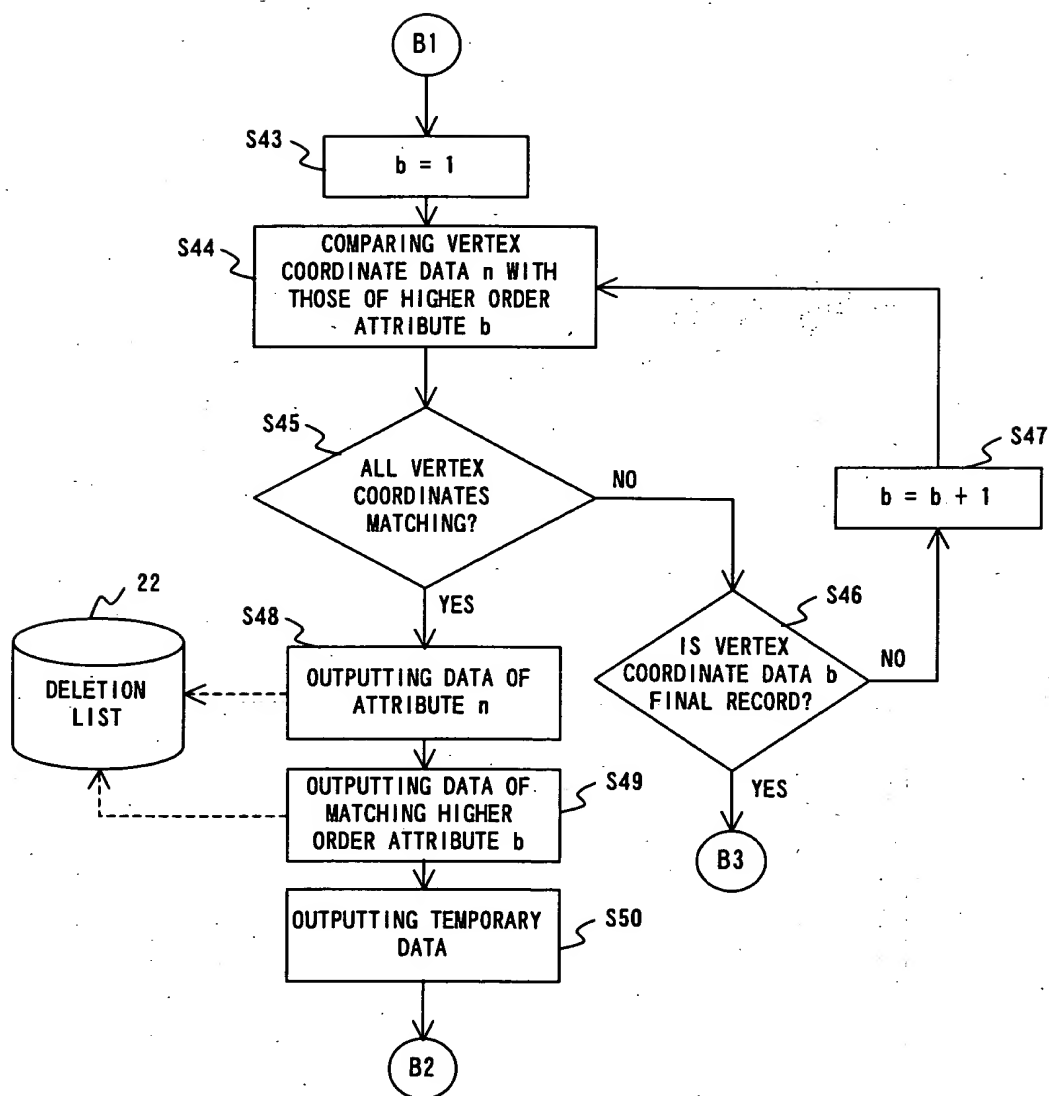 B1
S43
b = 1
S44
COMPARING VERTEX
COORDINATE DATA n WITH
THOSE OF HIGHER ORDER
ATTRIBUTE b
S45
ALL VERTEX
COORDINATES
MATCHING?
NO
S47
b = b + 1
YES
S46
IS VERTEX
COORDINATE DATA b
FINAL RECORD?
NO
YES
B3
22
DELETION
LIST
S48
OUTPUTTING DATA OF
ATTRIBUTE n
S49
OUTPUTTING DATA OF
MATCHING HIGHER
ORDER ATTRIBUTE b
S50
OUTPUTTING TEMPORARY
DATA
B2